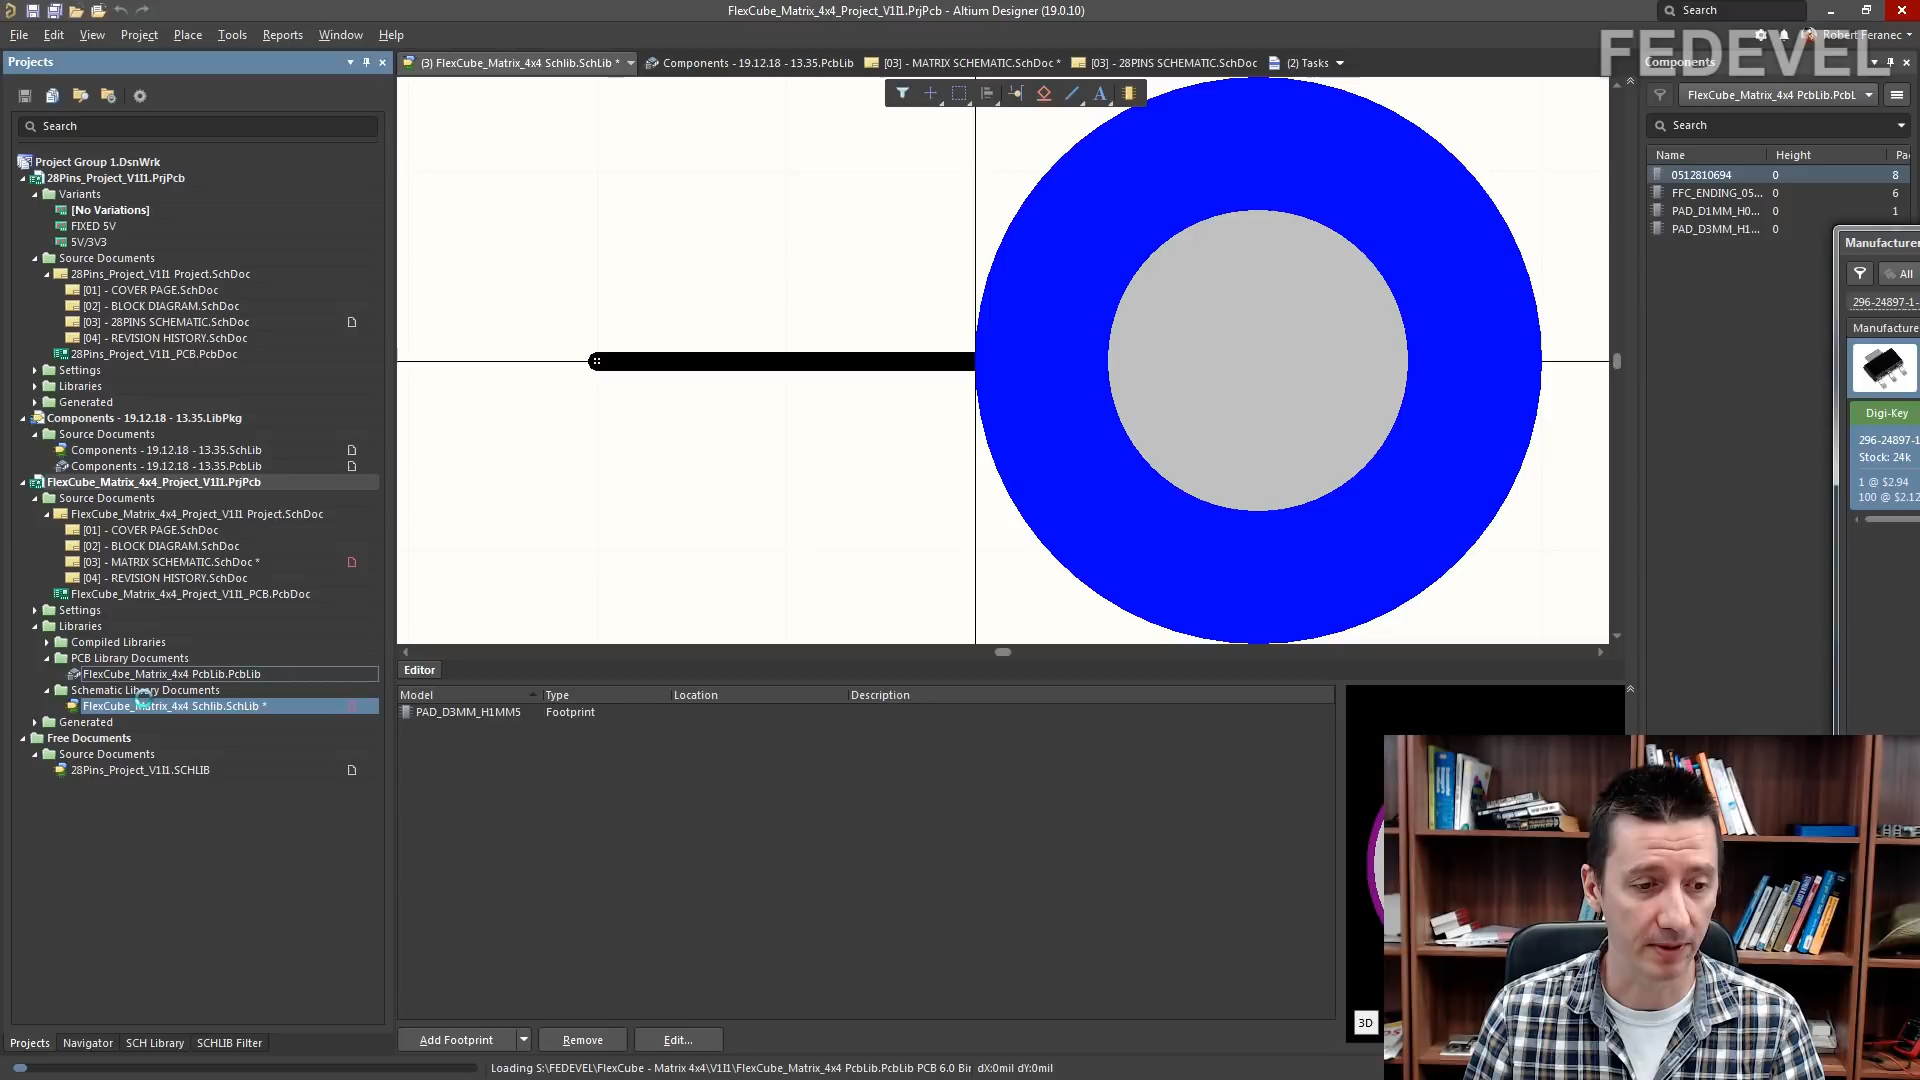 FlexCube_Matrix_4x4_Project_V1I1.PrjPcb - Altium Designer (19.0.10)
Search
File Edit View Project Place Tools Reports Window Help
Robert Feranec
FEDEVEL
Projects
(3) FlexCube_Matrix_4x4 Schlib.SchLib *
Components - 19.12.18 - 13.35.PcbLib
[03] - MATRIX SCHEMATIC.SchDoc *
[03] - 28PINS SCHEMATIC.SchDoc
(2) Tasks
Components
FlexCube_Matrix_4x4 PcbLib.PcbL
Search
Search
Name Height Pa
0512810694 0 8
FFC_ENDING_05... 0 6
PAD_D1MM_H0... 0 1
PAD_D3MM_H1... 0
Project Group 1.DsnWrk
28Pins_Project_V1I1.PrjPcb
Variants
[No Variations]
FIXED 5V
5V/3V3
Source Documents
28Pins_Project_V1I1 Project.SchDoc
[01] - COVER PAGE.SchDoc
[02] - BLOCK DIAGRAM.SchDoc
[03] - 28PINS SCHEMATIC.SchDoc
[04] - REVISION HISTORY.SchDoc
28Pins_Project_V1I1_PCB.PcbDoc
Settings
Libraries
Generated
Components - 19.12.18 - 13.35.LibPkg
Source Documents
Components - 19.12.18 - 13.35.SchLib
Components - 19.12.18 - 13.35.PcbLib
FlexCube_Matrix_4x4_Project_V1I1.PrjPcb
Source Documents
FlexCube_Matrix_4x4_Project_V1I1 Project.SchDoc
[01] - COVER PAGE.SchDoc
[02] - BLOCK DIAGRAM.SchDoc
[03] - MATRIX SCHEMATIC.SchDoc *
[04] - REVISION HISTORY.SchDoc
FlexCube_Matrix_4x4_Project_V1I1_PCB.PcbDoc
Settings
Libraries
Compiled Libraries
PCB Library Documents
FlexCube_Matrix_4x4 PcbLib.PcbLib
Schematic Library Documents
FlexCube_Matrix_4x4 Schlib.SchLib *
Generated
Free Documents
Source Documents
28Pins_Project_V1I1.SCHLIB
Manufacturer
All
296-24897-1-
Manufacture
Digi-Key
296-24897-1
Stock: 24k
1 @ $2.94
100 @ $2.12
Editor
Model Type Location Description
PAD_D3MM_H1MM5 Footprint
3D
Add Footprint Remove Edit...
Projects Navigator SCH Library SCHLIB Filter
Loading S:\FEDEVEL\FlexCube - Matrix 4x4\V1I1\FlexCube_Matrix_4x4 PcbLib.PcbLib PCB 6.0 Bir dX:0mil dY:0mil